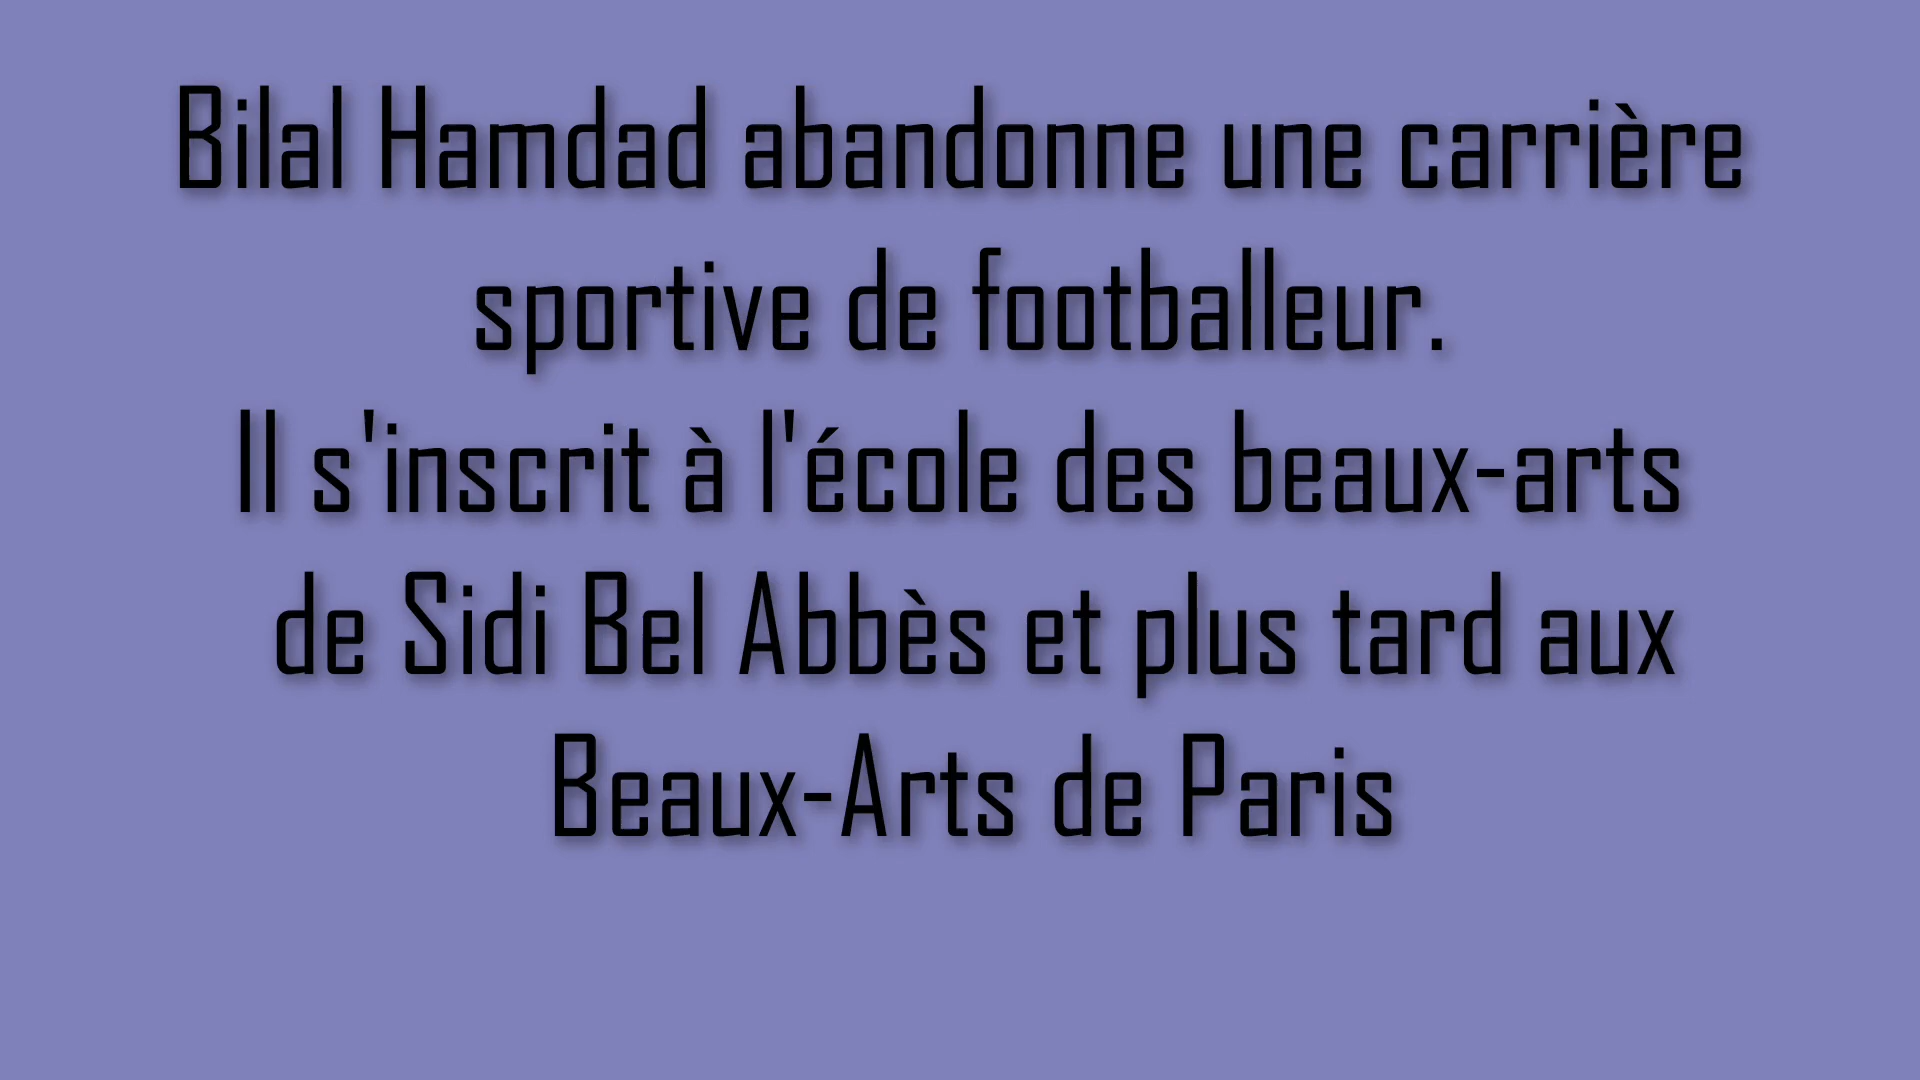 Bilal Hamdad abandonne une carrière
sportive de footballeur.
Il s'inscrit à l'école des beaux-arts
de Sidi Bel Abbès et plus tard aux
Beaux-Arts de Paris